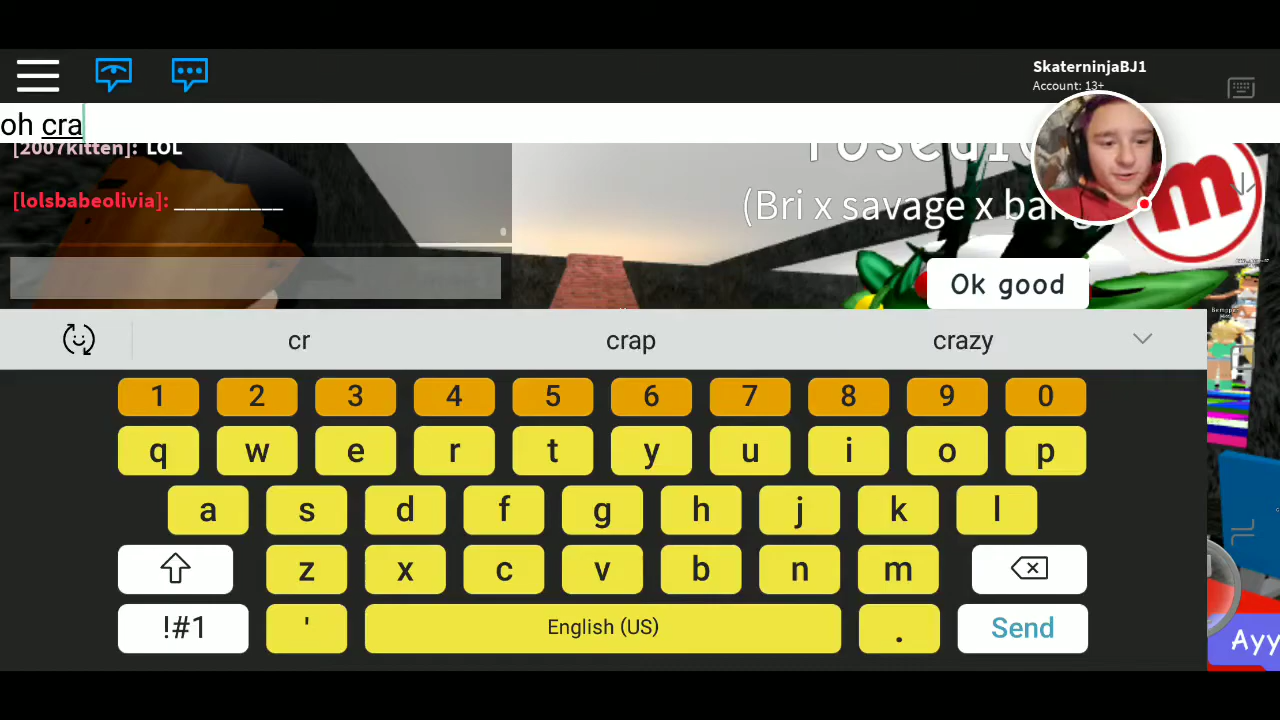 SkaterninjaBJ1
Account: 13+
oh cra
[2007kitten]: LOL
[lolsbabeolivia]: __________
(Bri x savage x bang
m
Ok good
cr crap crazy
1 2 3 4 5 6 7 8 9 0
q w e r t y u i o p
a s d f g h j k l
z x c v b n m
!#1 ' English (US) . Send
Ayy